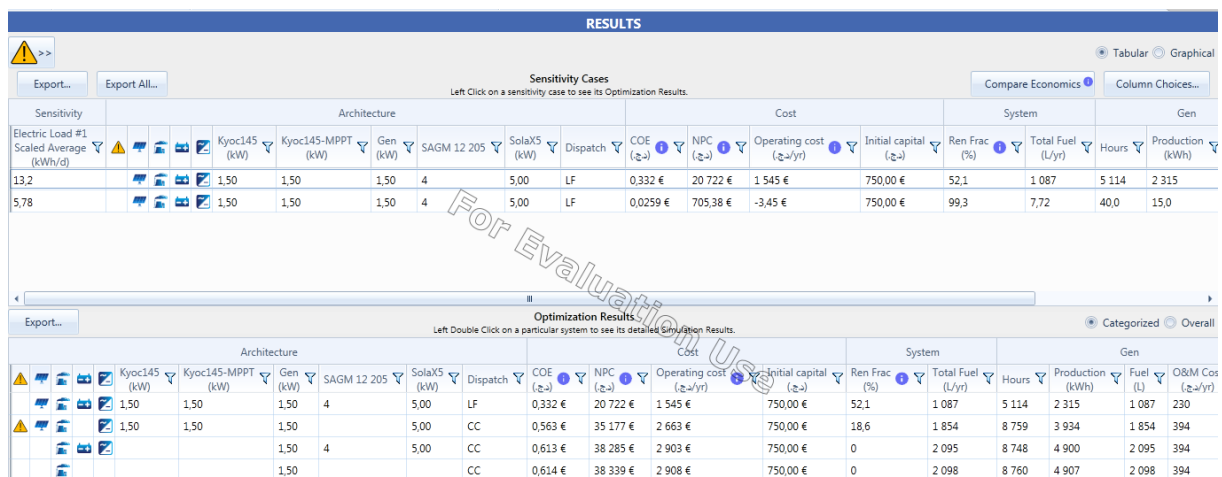 RESULTS
>>
Tabular Graphical
Export... Export All... Sensitivity Cases Compare Economics Column Choices...
Left Click on a sensitivity case to see its Optimization Results.
Sensitivity Architecture Cost System Gen
Electric Load #1 Scaled Average (kWh/d) Kyoc145 (kW) Kyoc145-MPPT (kW) Gen (kW) SAGM 12 205 SolaX5 (kW) Dispatch COE (دج.) NPC (دج.) Operating cost (دج./yr) Initial capital (دج.) Ren Frac (%) Total Fuel (L/yr) Hours Production (kWh)
13,2 1,50 1,50 1,50 4 5,00 LF 0,332 € 20 722 € 1 545 € 750,00 € 52,1 1 087 5 114 2 315
5,78 1,50 1,50 1,50 4 5,00 LF 0,0259 € 705,38 € -3,45 € 750,00 € 99,3 7,72 40,0 15,0
For Evaluation Use
Export... Optimization Results Categorized Overall
Left Double Click on a particular system to see its detailed Simulation Results.
Architecture Cost System Gen
Kyoc145 (kW) Kyoc145-MPPT (kW) Gen (kW) SAGM 12 205 SolaX5 (kW) Dispatch COE (دج.) NPC (دج.) Operating cost (دج./yr) Initial capital (دج.) Ren Frac (%) Total Fuel (L/yr) Hours Production (kWh) Fuel (L) O&M Cos (دج./yr)
1,50 1,50 1,50 4 5,00 LF 0,332 € 20 722 € 1 545 € 750,00 € 52,1 1 087 5 114 2 315 1 087 230
1,50 1,50 1,50 5,00 CC 0,563 € 35 177 € 2 663 € 750,00 € 18,6 1 854 8 759 3 934 1 854 394
1,50 4 5,00 CC 0,613 € 38 285 € 2 903 € 750,00 € 0 2 095 8 748 4 900 2 095 394
1,50 CC 0,614 € 38 339 € 2 908 € 750,00 € 0 2 098 8 760 4 907 2 098 394